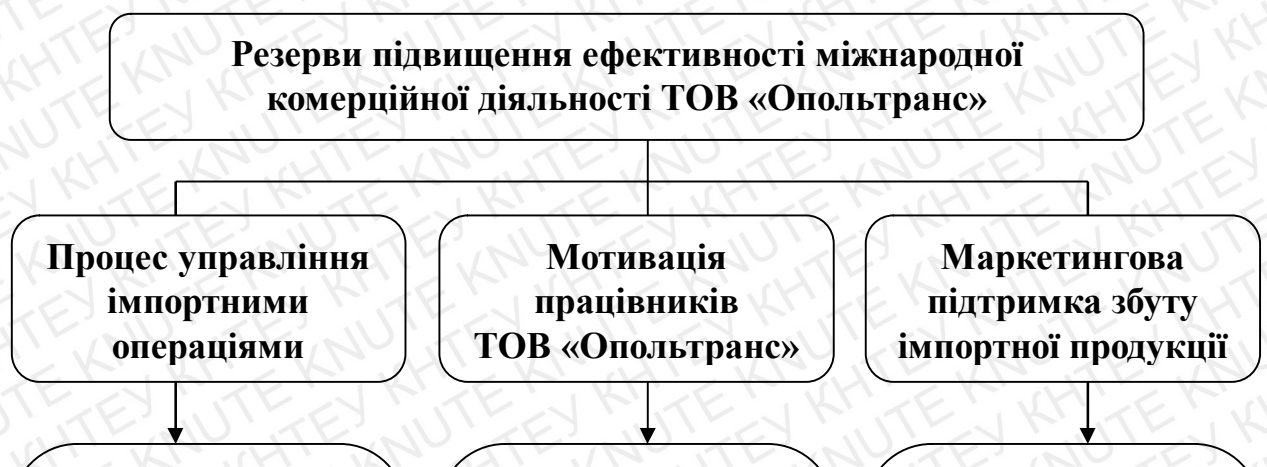 Резерви підвищення ефективності міжнародної
комерційної діяльності ТОВ «Опольтранс»
Процес управління
імпортними
операціями
Мотивація
працівників
ТОВ «Опольтранс»
Маркетингова
підтримка збуту
імпортної продукції